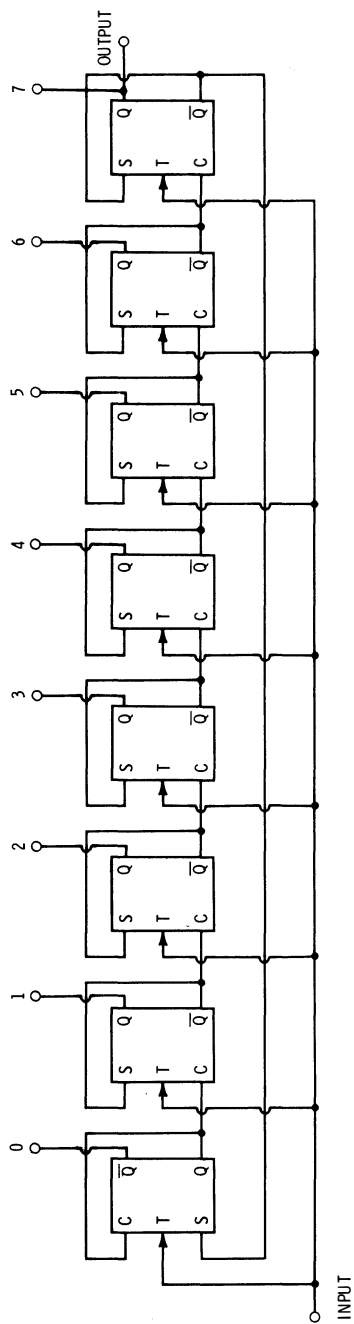 0 1 2 3 4 5 6 7
OUTPUT
C Q̅ S Q S Q S Q S Q S Q S Q S Q
T T T T T T T T
S Q C Q̅ C Q̅ C Q̅ C Q̅ C Q̅ C Q̅ C Q̅
INPUT